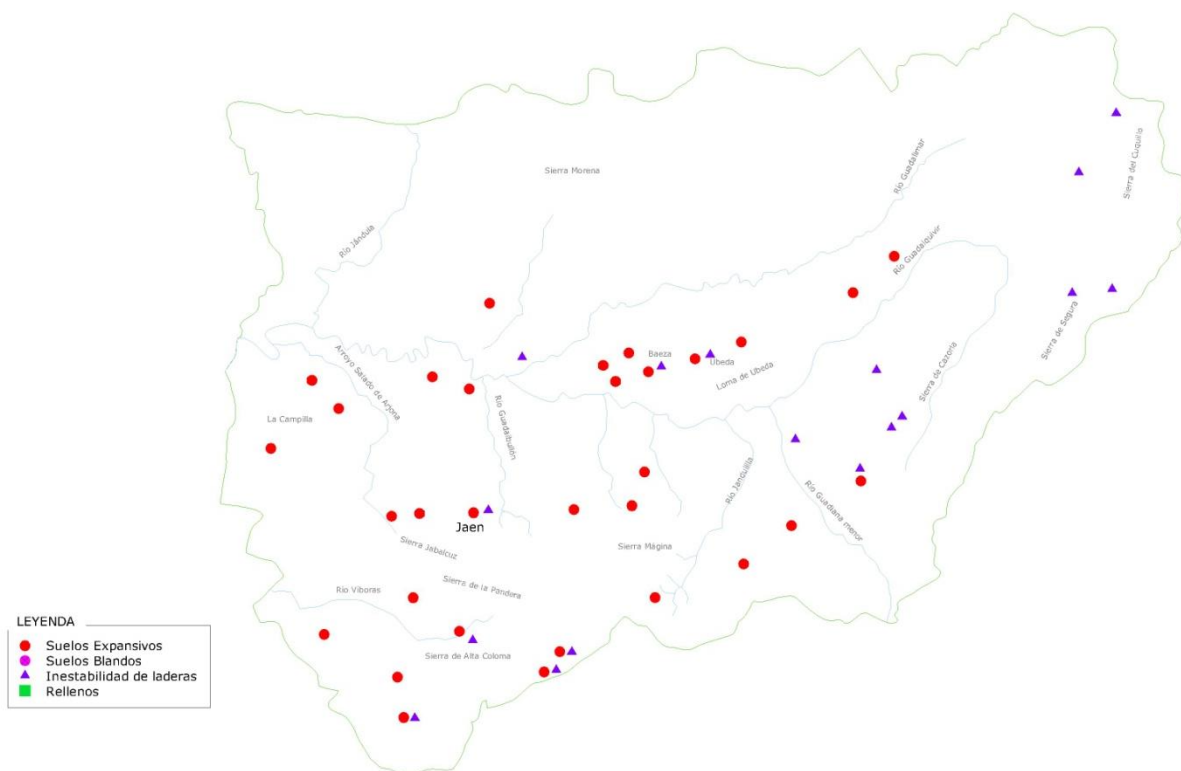 Sierra Morena
Río Guadalimar
Sierra del Cuquillo
Río Jándula
Río Guadalquivir
Sierra de Segura
Arroyo Salado de Arjona
Baeza
Ubeda
Loma de Ubeda
Sierra de Cazorla
La Campilla
Río Guadalbullón
Río Janguilla
Río Guadiana menor
Jaen
Sierra Jabalcuz
Sierra Mágina
Sierra de la Pandera
Río Víboras
Sierra de Alta Coloma
LEYENDA
Suelos Expansivos
Suelos Blandos
Inestabilidad de laderas
Rellenos